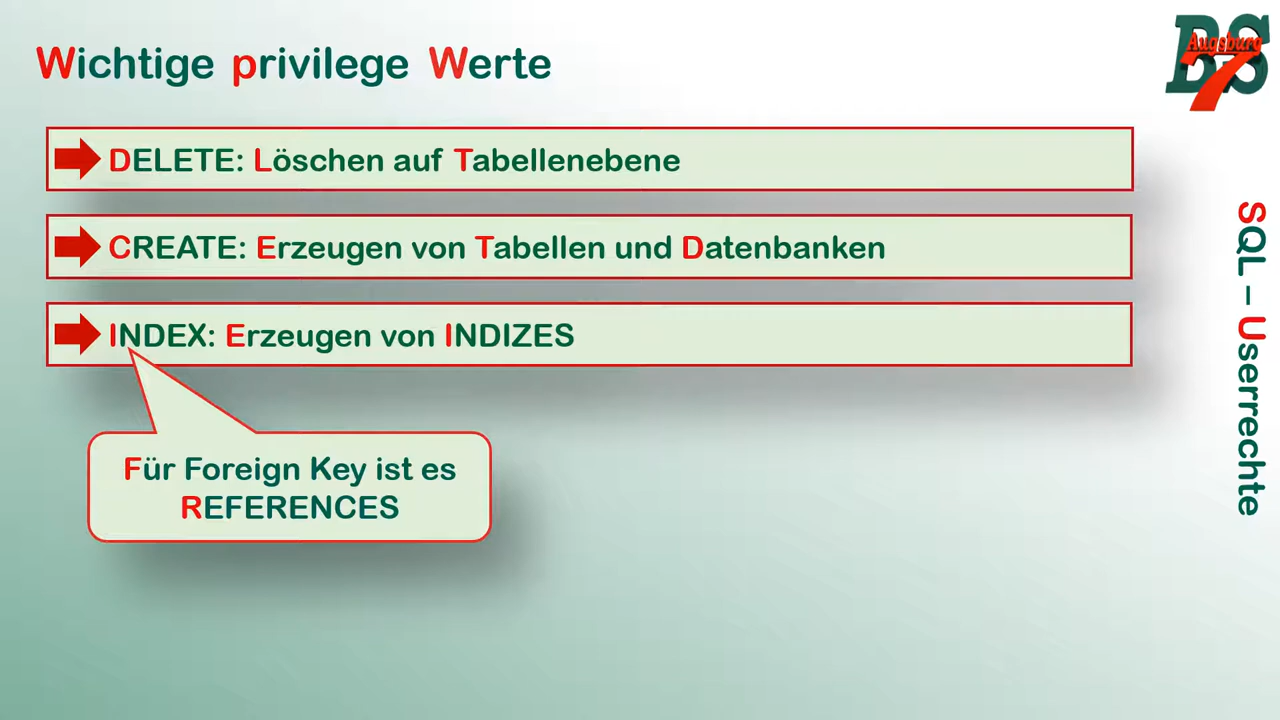 Wichtige privilege Werte
BS
Augsburg
7
DELETE: Löschen auf Tabellenebene
CREATE: Erzeugen von Tabellen und Datenbanken
INDEX: Erzeugen von INDIZES
Für Foreign Key ist es
REFERENCES
SQL – Userrechte